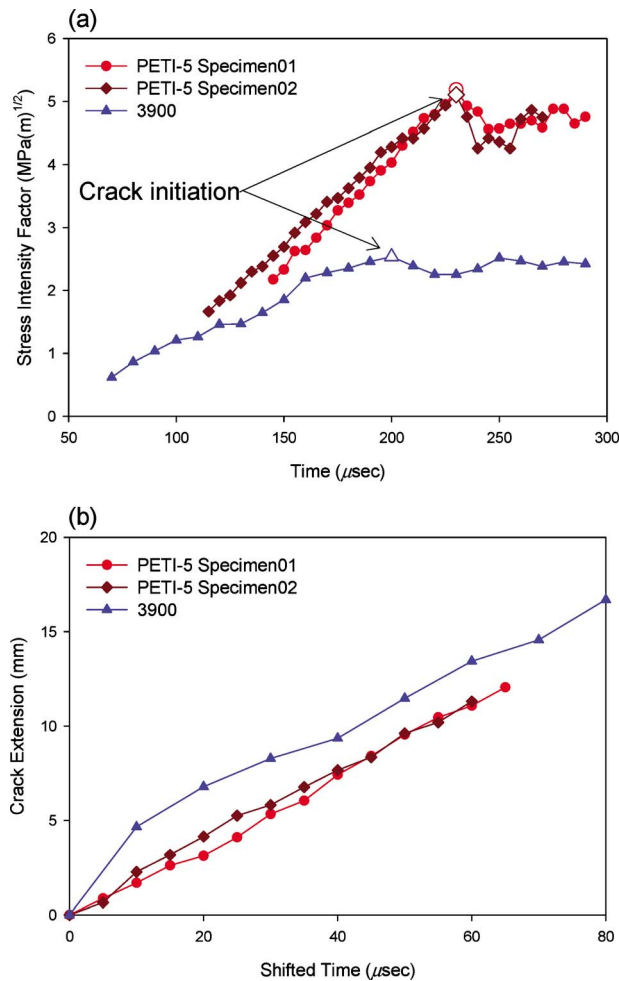 (a)
6
5
4
3
2
1
0
Stress Intensity Factor (MPa(m)^1/2)
PETI-5 Specimen01
PETI-5 Specimen02
3900
Crack initiation
50 100 150 200 250 300
Time (μsec)
(b)
20
15
10
5
0
Crack Extension (mm)
PETI-5 Specimen01
PETI-5 Specimen02
3900
0 20 40 60 80
Shifted Time (μsec)